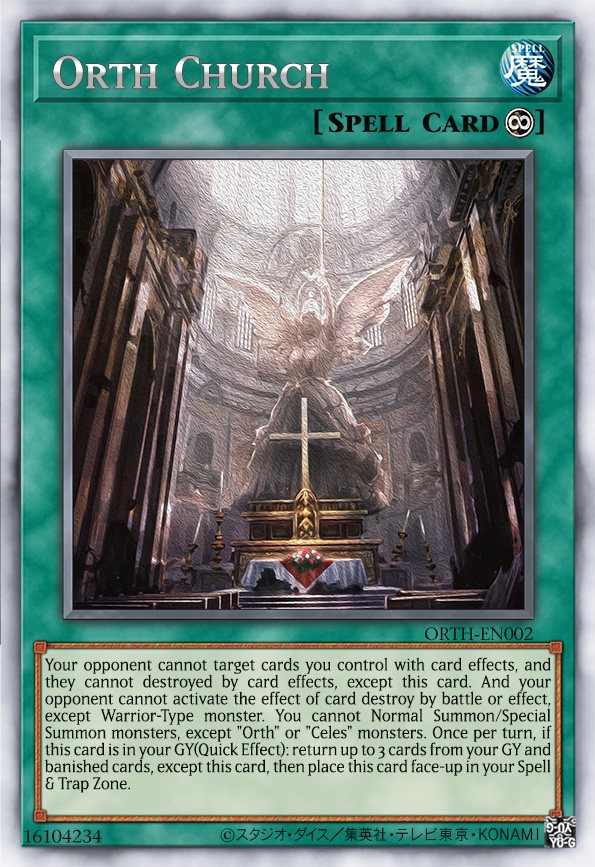 ORTH CHURCH
SPELL
魔
[SPELL CARD]
ORTH-EN002
Your opponent cannot target cards you control with card effects, and
they cannot destroyed by card effects, except this card. And your
opponent cannot activate the effect of card destroy by battle or effect,
except Warrior-Type monster. You cannot Normal Summon/Special
Summon monsters, except "Orth" or "Celes" monsters. Once per turn, if
this card is in your GY(Quick Effect): return up to 3 cards from your GY and
banished cards, except this card, then place this card face-up in your Spell
& Trap Zone.
16104234
©スタジオ・ダイス／集英社・テレビ東京・KONAMI